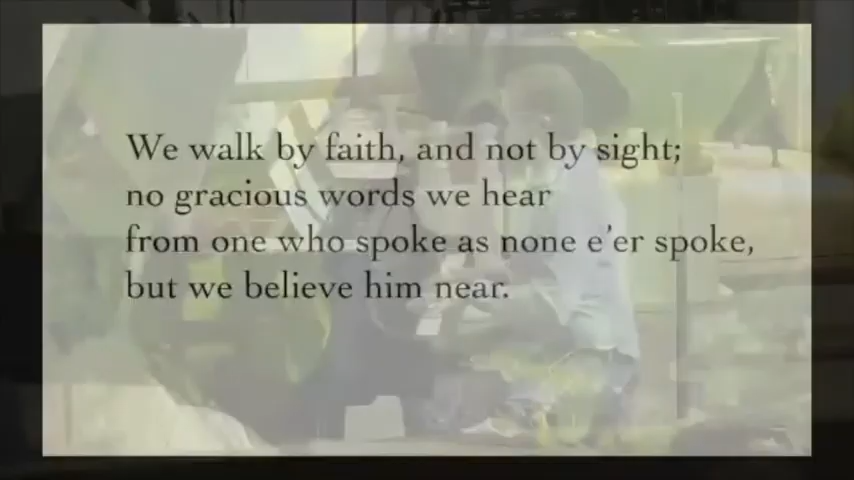 We walk by faith, and not by sight;
no gracious words we hear
from one who spoke as none e'er spoke,
but we believe him near.